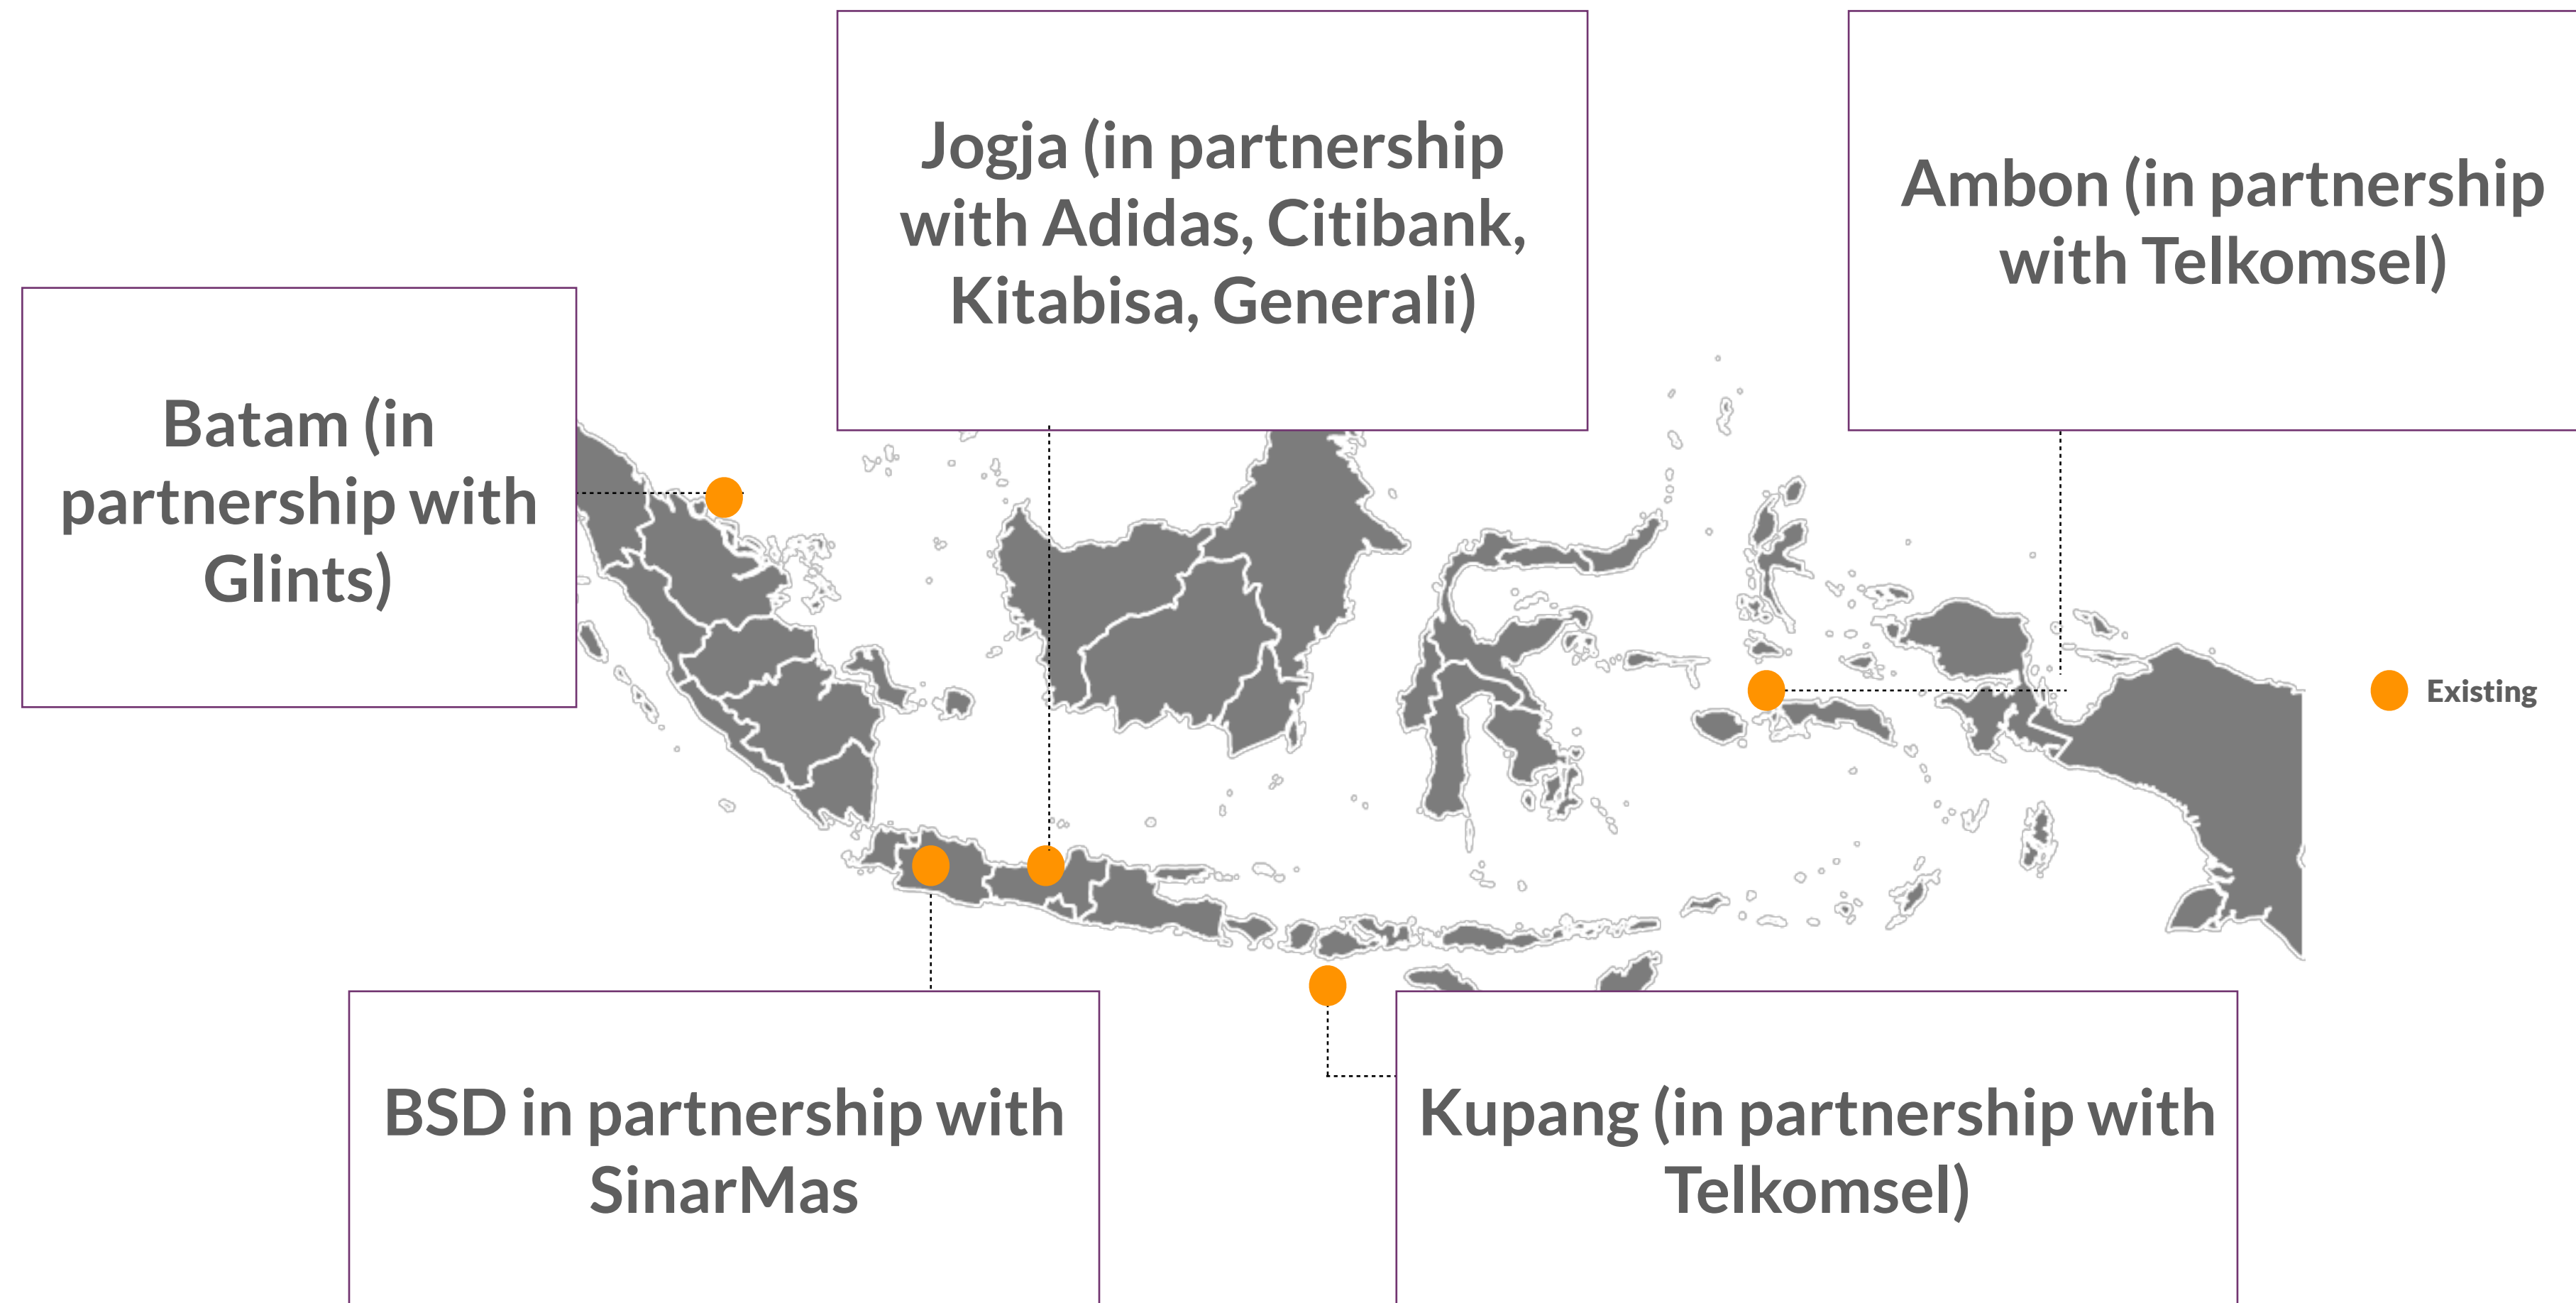 Jogja (in partnership
with Adidas, Citibank,
Kitabisa, Generali)
Ambon (in partnership
with Telkomsel)
Batam (in
partnership with
Glints)
Existing
BSD in partnership with
SinarMas
Kupang (in partnership with
Telkomsel)